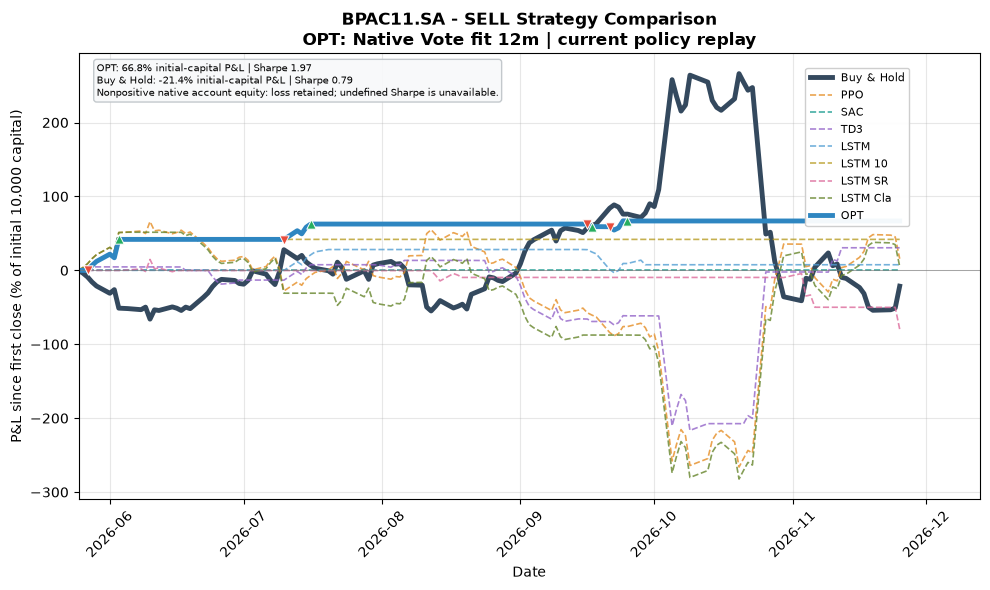 BPAC11.SA - SELL Strategy Comparison
OPT: Native Vote fit 12m | current policy replay
OPT: 66.8% initial-capital P&L | Sharpe 1.97
Buy & Hold: -21.4% initial-capital P&L | Sharpe 0.79
Nonpositive native account equity: loss retained; undefined Sharpe is unavailable.
Buy & Hold
PPO
SAC
TD3
LSTM
LSTM 10
LSTM SR
LSTM Cla
OPT
P&L since first close (% of initial 10,000 capital)
200
100
0
−100
−200
−300
2026-06
2026-07
2026-08
2026-09
2026-10
2026-11
2026-12
Date